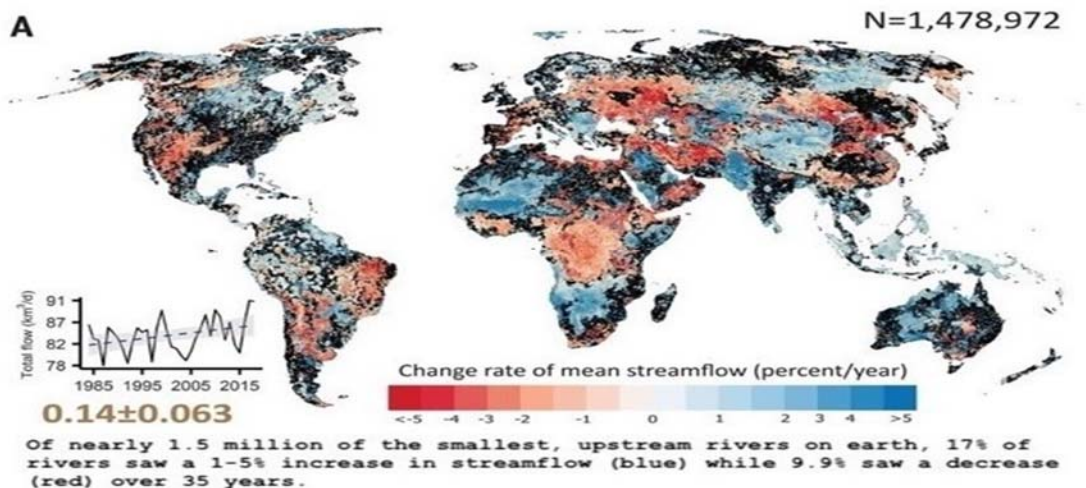 A
N=1,478,972
Total flow (km³/d)
91
87
82
78
1985 1995 2005 2015
0.14±0.063
Change rate of mean streamflow (percent/year)
<-5 -4 -3 -2 -1 0 1 2 3 4 >5
Of nearly 1.5 million of the smallest, upstream rivers on earth, 17% of
rivers saw a 1-5% increase in streamflow (blue) while 9.9% saw a decrease
(red) over 35 years.